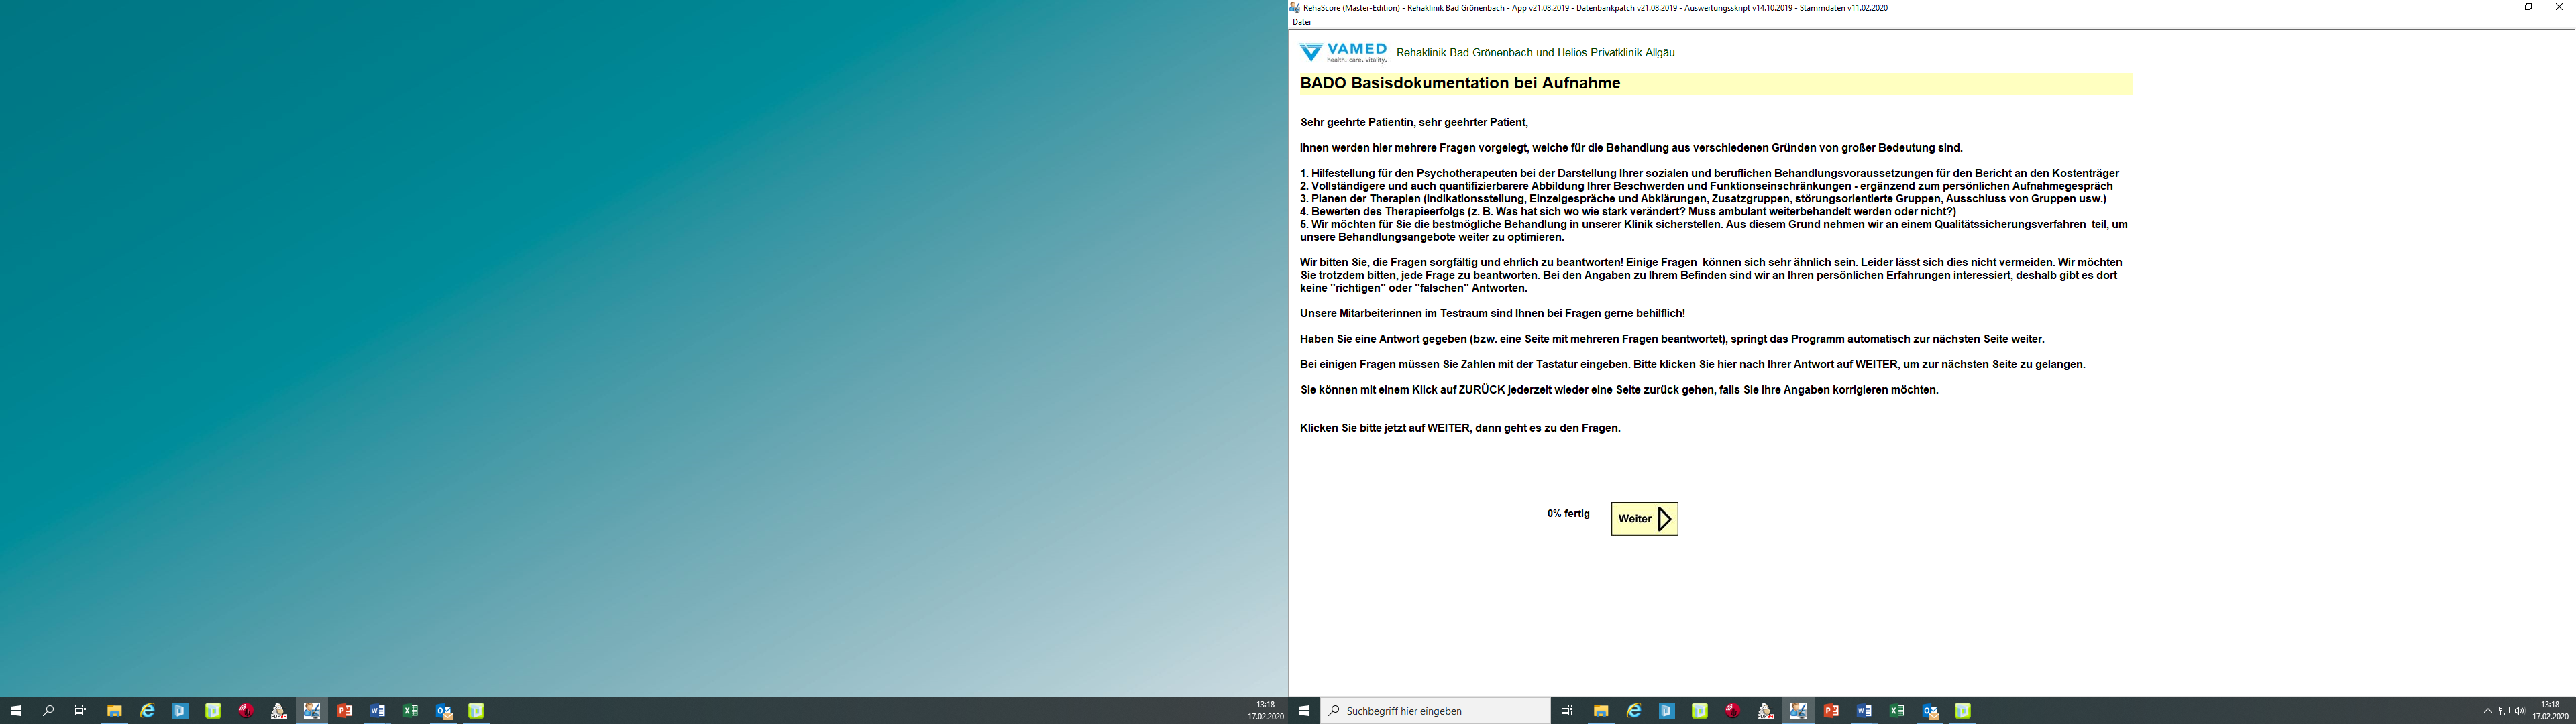 RehaScore (Master-Edition) - Rehaklinik Bad Grönenbach - App v21.08.2019 - Datenbankpatch v21.08.2019 - Auswertungsskript v14.10.2019 - Stammdaten v11.02.2020
Datei
VAMED
health. care. vitality.
Rehaklinik Bad Grönenbach und Helios Privatklinik Allgäu
BADO Basisdokumentation bei Aufnahme
Sehr geehrte Patientin, sehr geehrter Patient,
Ihnen werden hier mehrere Fragen vorgelegt, welche für die Behandlung aus verschiedenen Gründen von großer Bedeutung sind.
1. Hilfestellung für den Psychotherapeuten bei der Darstellung Ihrer sozialen und beruflichen Behandlungsvoraussetzungen für den Bericht an den Kostenträger
2. Vollständigere und auch quantifizierbarere Abbildung Ihrer Beschwerden und Funktionseinschränkungen - ergänzend zum persönlichen Aufnahmegespräch
3. Planen der Therapien (Indikationsstellung, Einzelgespräche und Abklärungen, Zusatzgruppen, störungsorientierte Gruppen, Ausschluss von Gruppen usw.)
4. Bewerten des Therapieerfolgs (z. B. Was hat sich wo wie stark verändert? Muss ambulant weiterbehandelt werden oder nicht?)
5. Wir möchten für Sie die bestmögliche Behandlung in unserer Klinik sicherstellen. Aus diesem Grund nehmen wir an einem Qualitätssicherungsverfahren teil, um
unsere Behandlungsangebote weiter zu optimieren.
Wir bitten Sie, die Fragen sorgfältig und ehrlich zu beantworten! Einige Fragen können sich sehr ähnlich sein. Leider lässt sich dies nicht vermeiden. Wir möchten
Sie trotzdem bitten, jede Frage zu beantworten. Bei den Angaben zu Ihrem Befinden sind wir an Ihren persönlichen Erfahrungen interessiert, deshalb gibt es dort
keine "richtigen" oder "falschen" Antworten.
Unsere Mitarbeiterinnen im Testraum sind Ihnen bei Fragen gerne behilflich!
Haben Sie eine Antwort gegeben (bzw. eine Seite mit mehreren Fragen beantwortet), springt das Programm automatisch zur nächsten Seite weiter.
Bei einigen Fragen müssen Sie Zahlen mit der Tastatur eingeben. Bitte klicken Sie hier nach Ihrer Antwort auf WEITER, um zur nächsten Seite zu gelangen.
Sie können mit einem Klick auf ZURÜCK jederzeit wieder eine Seite zurück gehen, falls Sie Ihre Angaben korrigieren möchten.
Klicken Sie bitte jetzt auf WEITER, dann geht es zu den Fragen.
0% fertig
Weiter
13:18
17.02.2020
Suchbegriff hier eingeben
13:18
17.02.2020